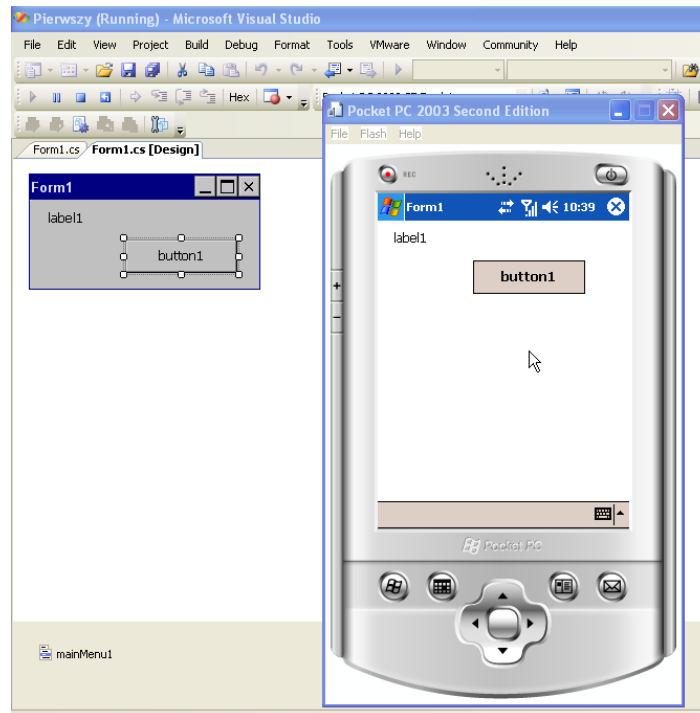 Pierwszy (Running) - Microsoft Visual Studio
File Edit View Project Build Debug Format Tools VMware Window Community Help
Hex
Pocket PC 2003 Second Edition
File Flash Help
Form1.cs Form1.cs [Design]
Form1
label1
button1
REC
Form1 10:39
label1
button1
+
-
Pocket PC
mainMenu1